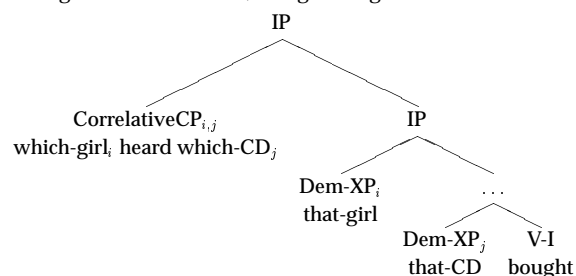 IP
CorrelativeCP_{i,j}
which-girl_i heard which-CD_j
IP
Dem-XP_i
that-girl
...
Dem-XP_j
that-CD
V-I
bought